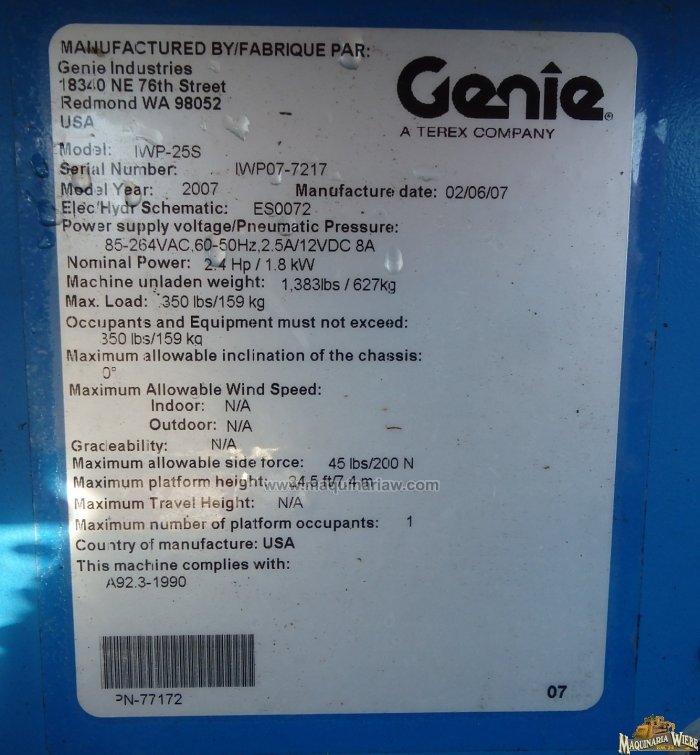 MANUFACTURED BY/FABRIQUE PAR:
Genie Industries
18340 NE 76th Street
Redmond WA 98052
USA
Genie
A TEREX COMPANY
Model: IWP-25S
Serial Number: IWP07-7217
Model Year: 2007 Manufacture date: 02/06/07
Elec/Hydr Schematic: ES0072
Power supply voltage/Pneumatic Pressure:
85-264VAC,60-50Hz,2.5A/12VDC 8A
Nominal Power: 2.4 Hp / 1.8 kW
Machine unladen weight: 1,383lbs / 627kg
Max. Load: 350 lbs/159 kg
Occupants and Equipment must not exceed:
350 lbs/159 kg
Maximum allowable inclination of the chassis:
0°
Maximum Allowable Wind Speed:
Indoor: N/A
Outdoor: N/A
Gradeability: N/A
Maximum allowable side force: 45 lbs/200 N
Maximum platform height: 24.5 ft/7.4 m
www.maquinariaw.com
Maximum Travel Height: N/A
Maximum number of platform occupants: 1
Country of manufacture: USA
This machine complies with:
A92.3-1990
PN-77172
07
MAQUINARIA WIEBE